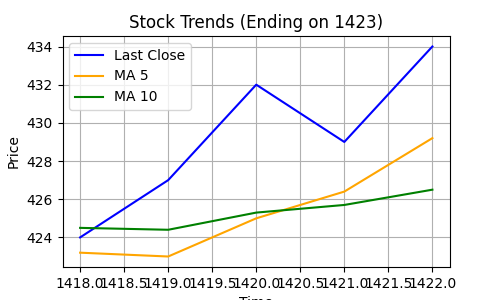 Stock Trends (Ending on 1423)
Last Close
MA 5
MA 10
Price
434
432
430
428
426
424
1418.0 1418.5 1419.0 1419.5 1420.0 1420.5 1421.0 1421.5 1422.0
Time